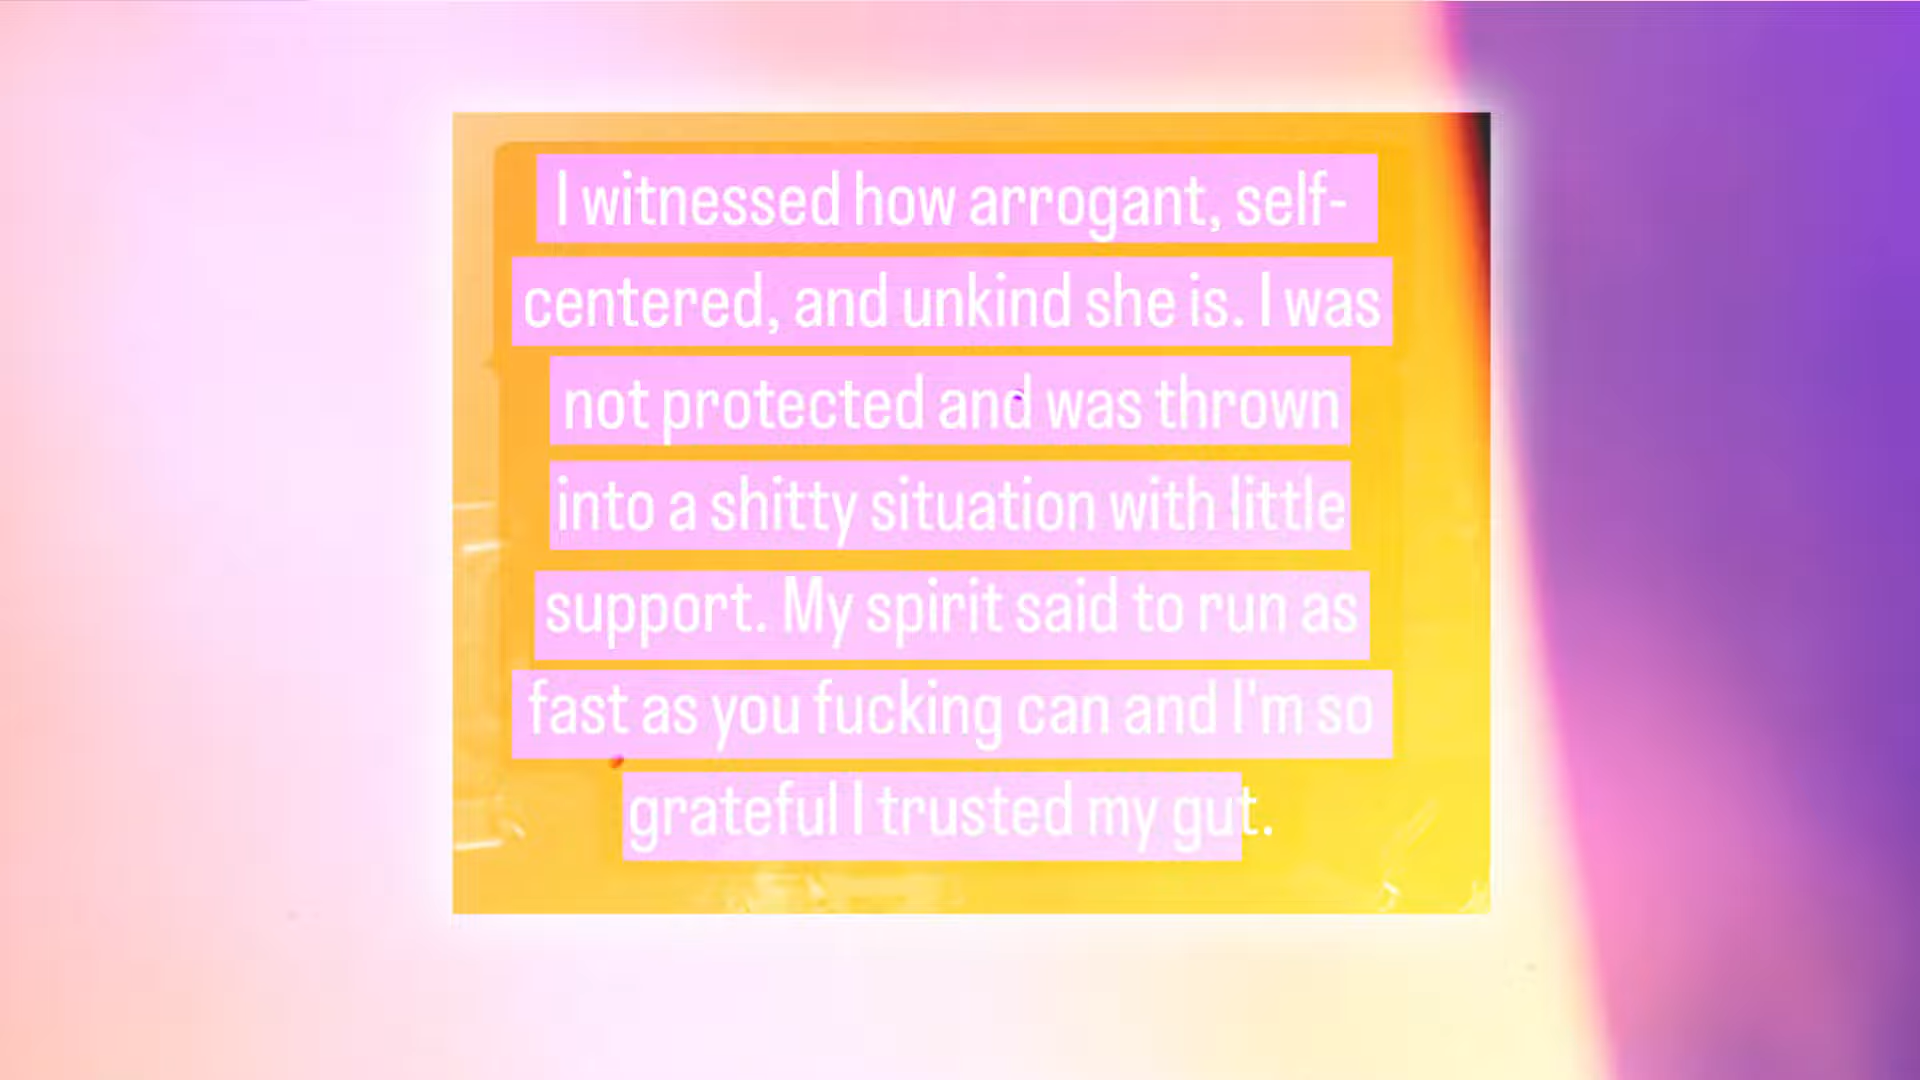 I witnessed how arrogant, self-
centered, and unkind she is. I was
not protected and was thrown
into a shitty situation with little
support. My spirit said to run as
fast as you fucking can and I'm so
grateful I trusted my gut.